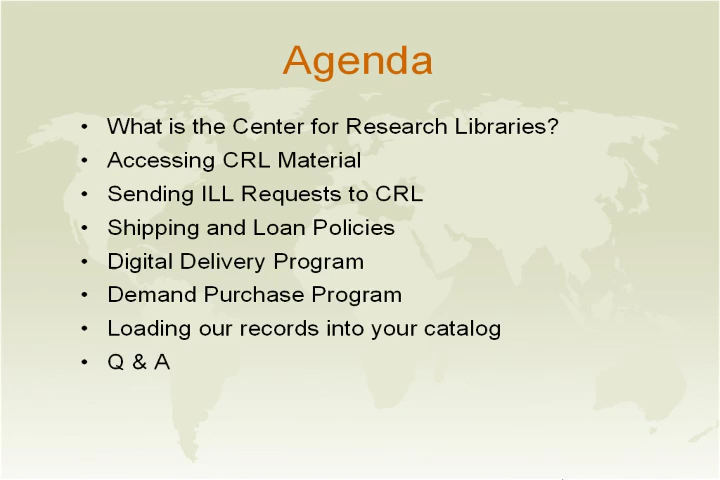 Agenda
• What is the Center for Research Libraries?
• Accessing CRL Material
• Sending ILL Requests to CRL
• Shipping and Loan Policies
• Digital Delivery Program
• Demand Purchase Program
• Loading our records into your catalog
• Q & A